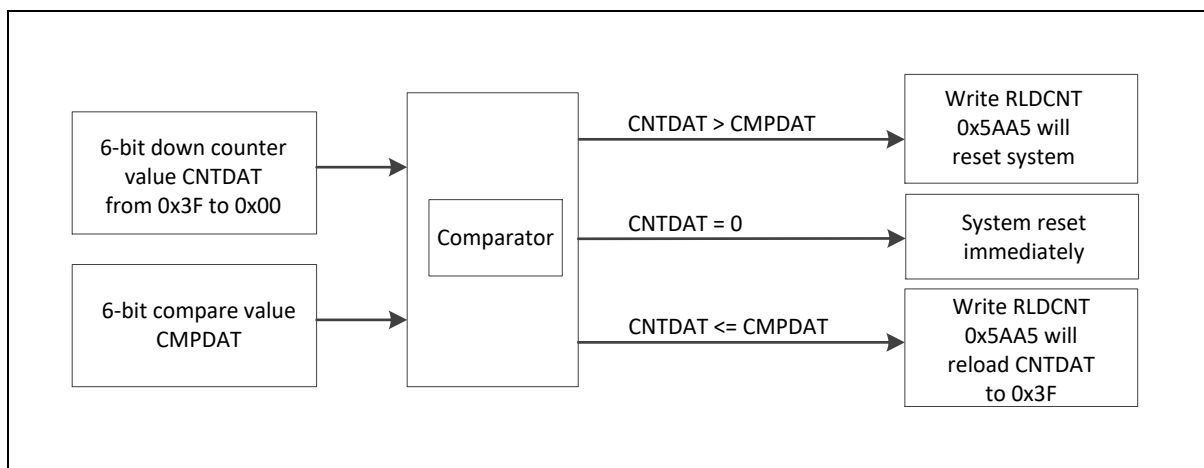 6-bit down counter
value CNTDAT
from 0x3F to 0x00
6-bit compare value
CMPDAT
Comparator
CNTDAT > CMPDAT
CNTDAT = 0
CNTDAT <= CMPDAT
Write RLDCNT
0x5AA5 will
reset system
System reset
immediately
Write RLDCNT
0x5AA5 will
reload CNTDAT
to 0x3F